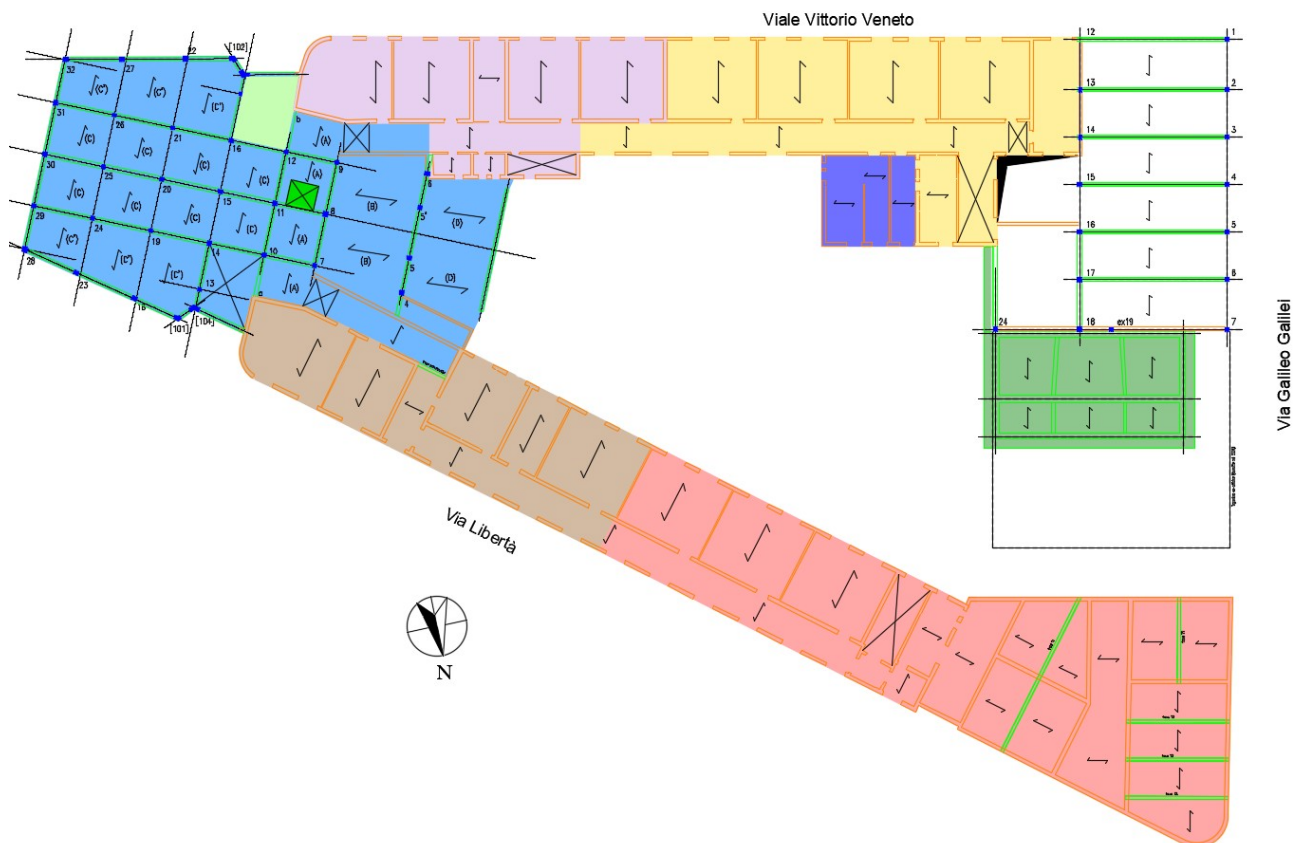 Viale Vittorio Veneto
12
1
32
27
22
[102]
(C')
(C')
(C')
13
2
31
26
21
16
b
(A)
12
9
14
3
(C)
(C)
(C)
(C)
(A)
30
25
20
15
11
8
6
15
4
(B)
5'
(D)
(C)
(C)
(C)
(C)
(A)
29
24
19
14
10
7
16
5
(B)
5
(C')
(C')
(C')
28
23
18
13
(A)
(D)
4
17
6
[101]
[104]
24
18
ex19
7
Via Galileo Galilei
Via Libertà
N